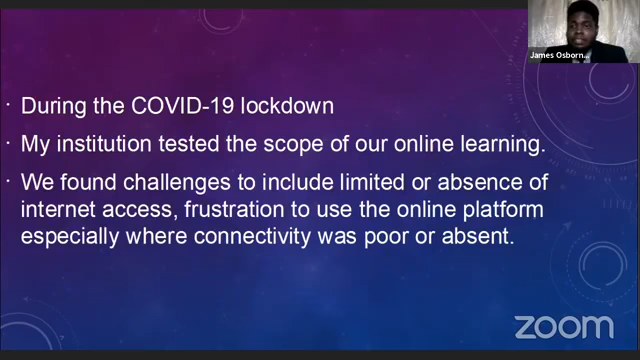 James Osborn...
· During the COVID-19 lockdown
· My institution tested the scope of our online learning.
· We found challenges to include limited or absence of
internet access, frustration to use the online platform
especially where connectivity was poor or absent.
zoom